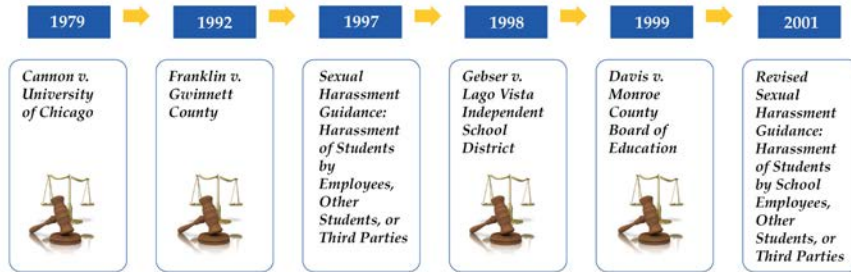 1979
1992
1997
1998
1999
2001
Cannon v.
University
of Chicago
Franklin v.
Gwinnett
County
Sexual
Harassment
Guidance:
Harassment
of Students
by
Employees,
Other
Students, or
Third Parties
Gebser v.
Lago Vista
Independent
School
District
Davis v.
Monroe
County
Board of
Education
Revised
Sexual
Harassment
Guidance:
Harassment
of Students
by School
Employees,
Other
Students, or
Third Parties